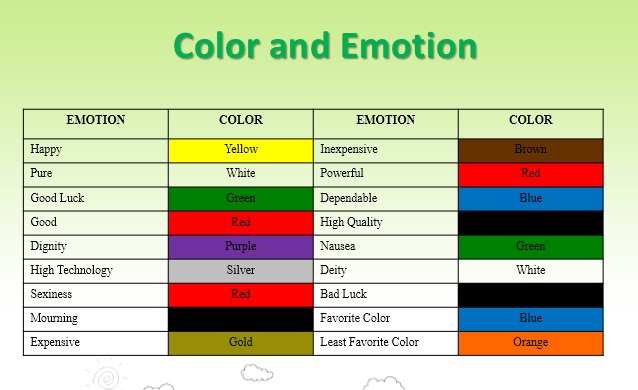 Color and Emotion
EMOTION COLOR EMOTION COLOR
Happy Yellow Inexpensive Brown
Pure White Powerful Red
Good Luck Green Dependable Blue
Good Red High Quality
Dignity Purple Nausea Green
High Technology Silver Deity White
Sexiness Red Bad Luck
Mourning Favorite Color Blue
Expensive Gold Least Favorite Color Orange